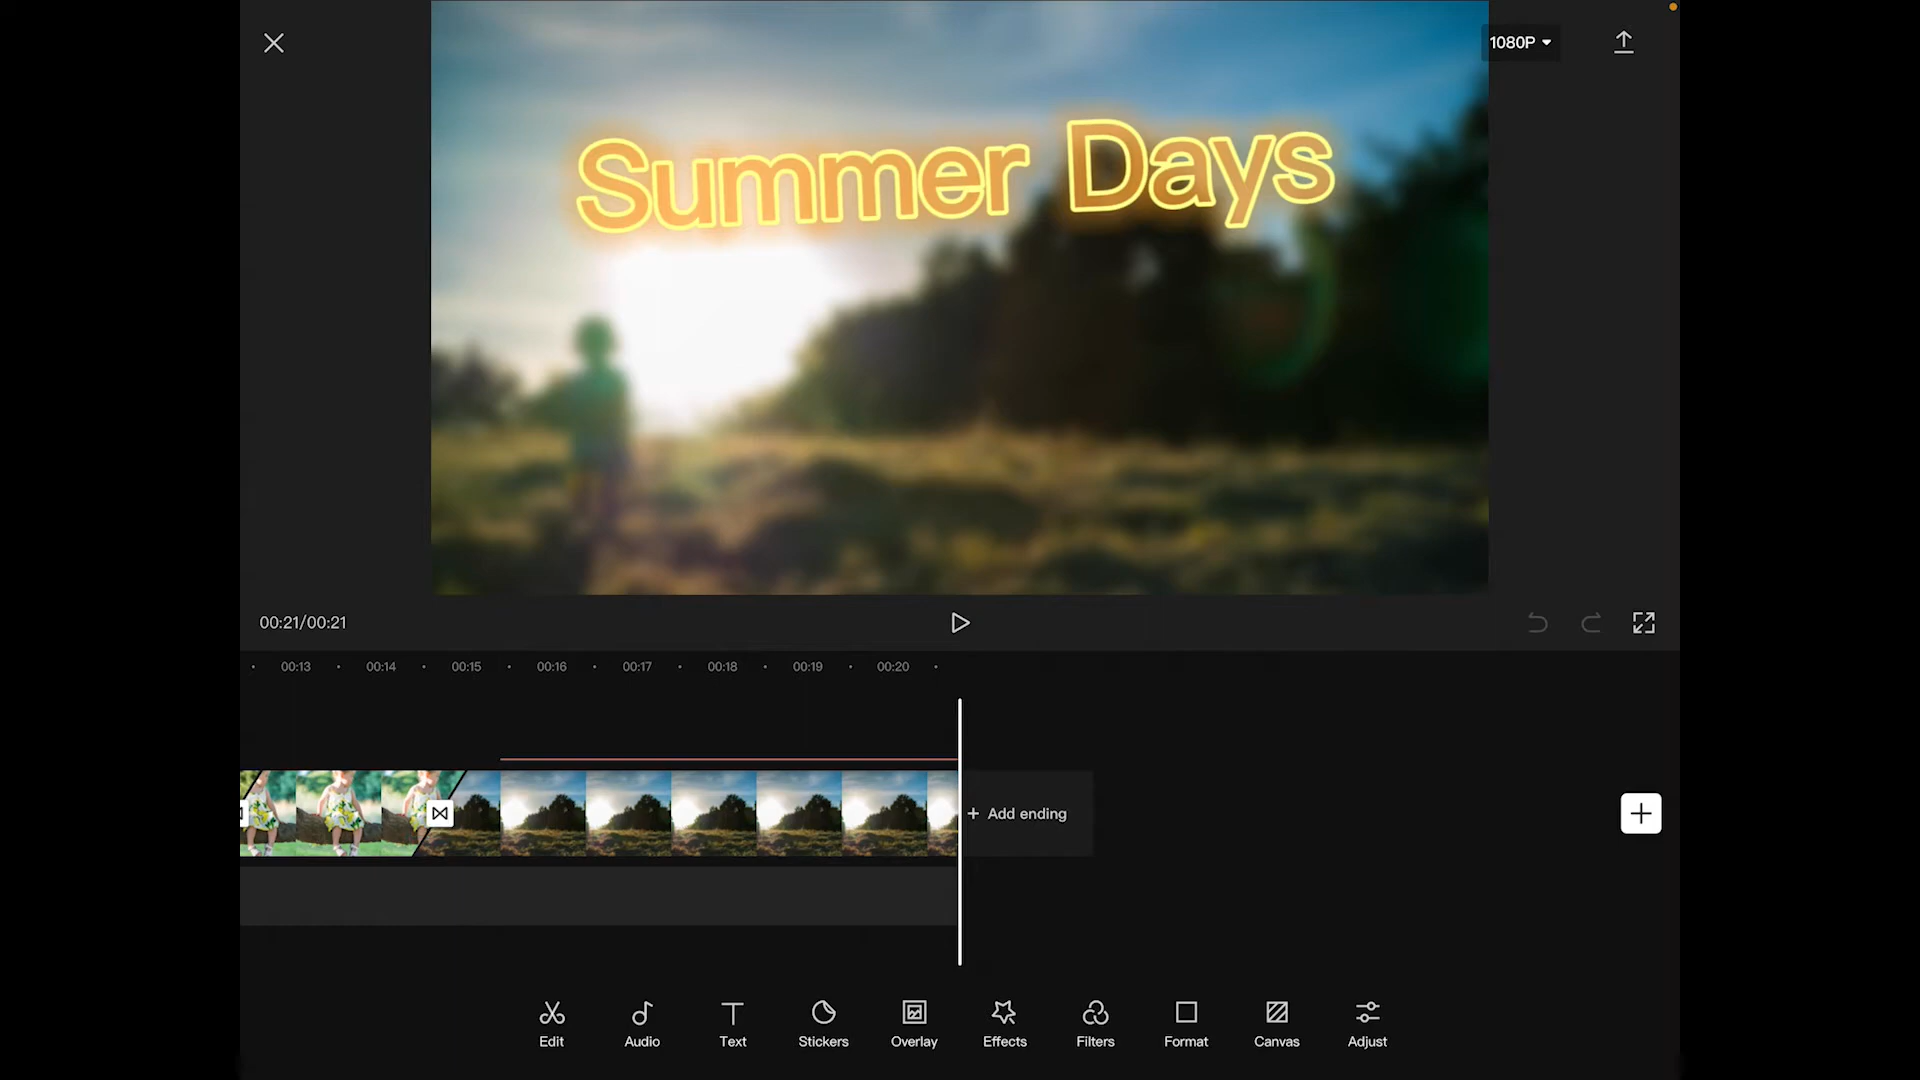 1080P
Summer Days
00:21/00:21
00:13 00:14 00:15 00:16 00:17 00:18 00:19 00:20
+ Add ending
Edit Audio Text Stickers Overlay Effects Filters Format Canvas Adjust